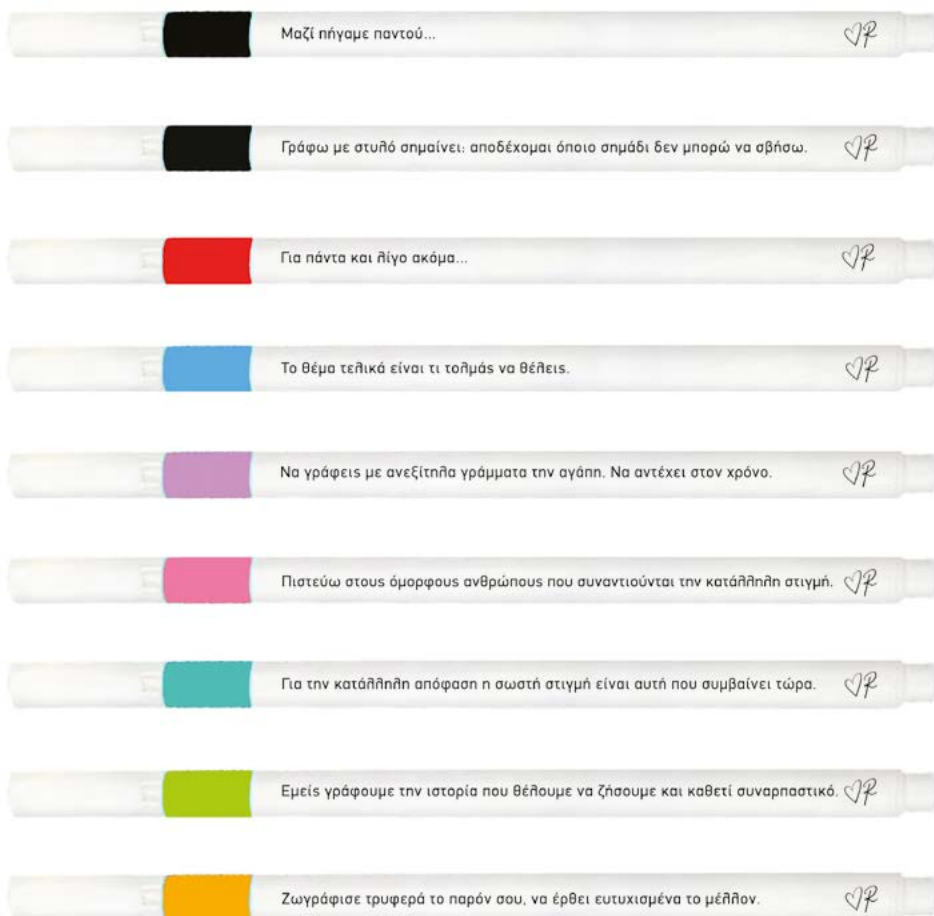 Μαζί πήγαμε παντού...
Γράφω με στυλό σημαίνει: αποδέχομαι όποιο σημάδι δεν μπορώ να σβήσω.
Για πάντα και λίγο ακόμα...
Το θέμα τελικά είναι τι τολμάς να θέλεις.
Να γράφεις με ανεξίτηλα γράμματα την αγάπη. Να αντέχει στον χρόνο.
Πιστεύω στους όμορφους ανθρώπους που συναντιούνται την κατάλληλη στιγμή.
Για την κατάλληλη απόφαση η σωστή στιγμή είναι αυτή που συμβαίνει τώρα.
Εμείς γράφουμε την ιστορία που θέλουμε να ζήσουμε και καθετί συναρπαστικό.
Ζωγράφισε τρυφερά το παρόν σου, να έρθει ευτυχισμένα το μέλλον.